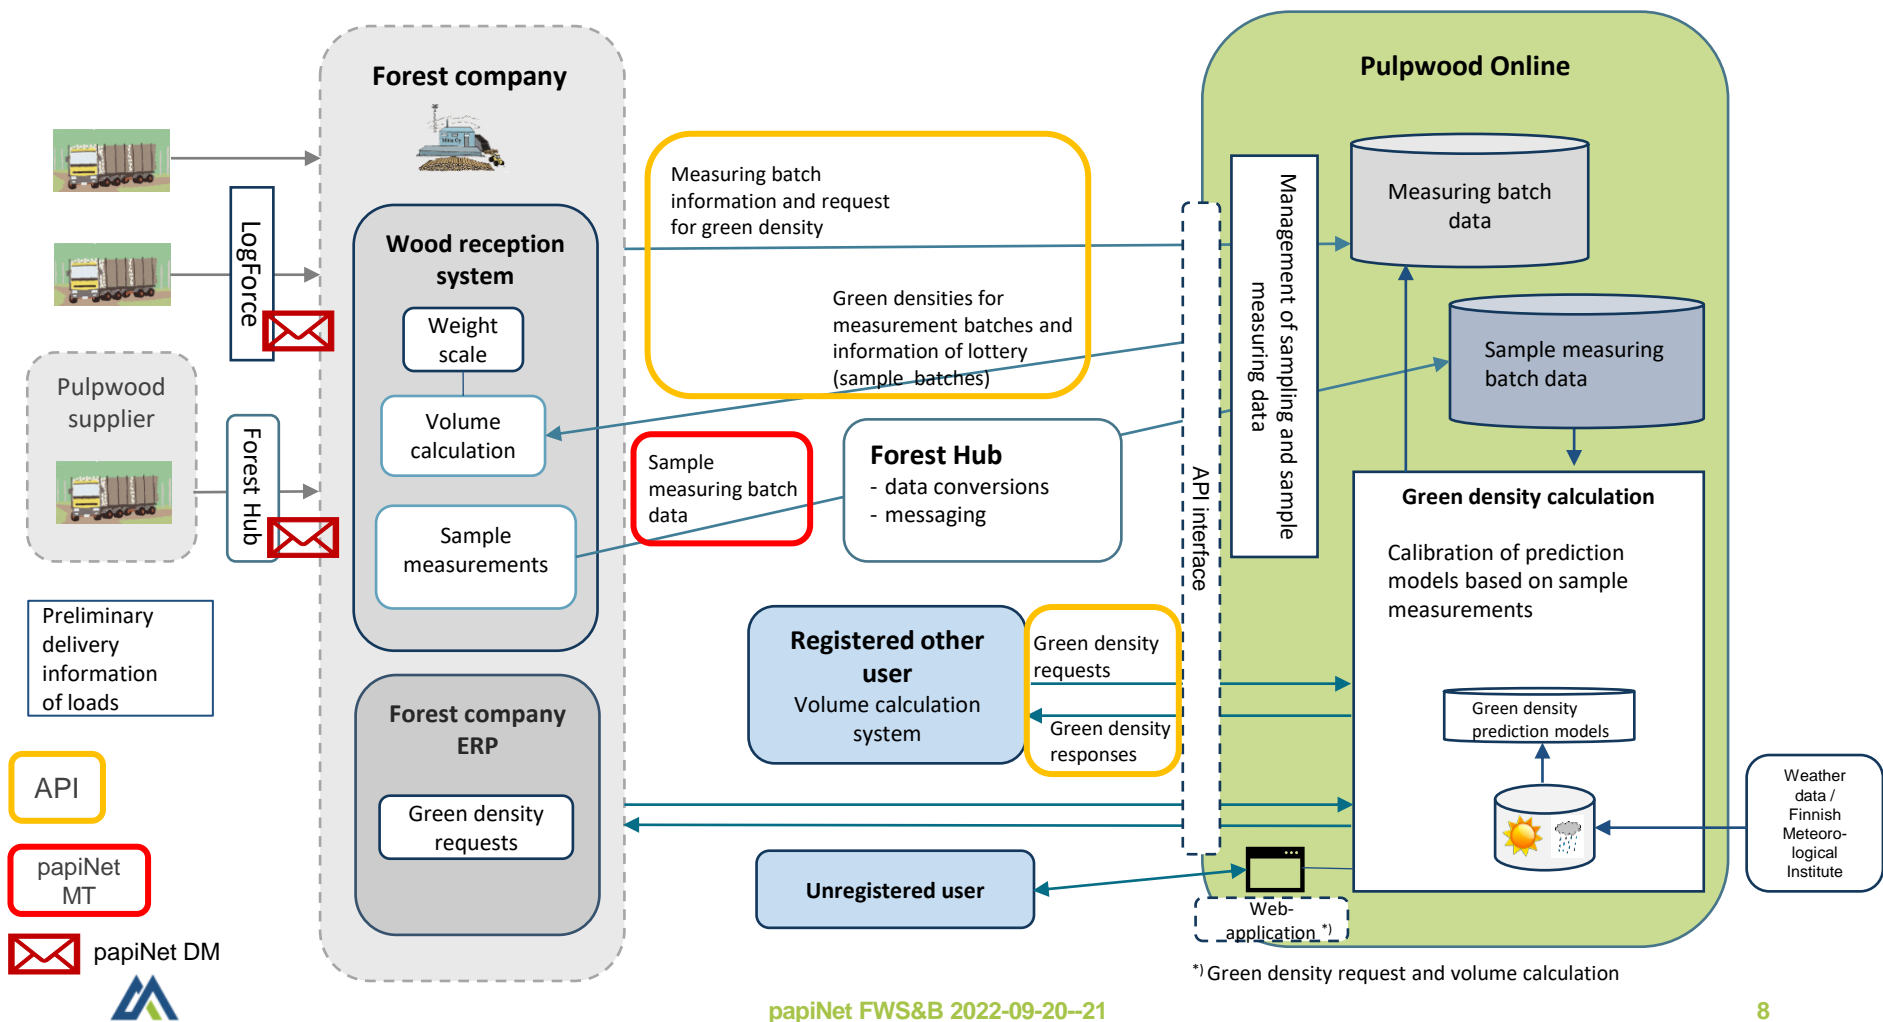 Forest company
Pulpwood Online
LogForce
Pulpwood
supplier
Forest Hub
Preliminary
delivery
information
of loads
API
papiNet
MT
papiNet DM
Mitta Oy
Wood reception
system
Weight
scale
Volume
calculation
Sample
measurements
Forest company
ERP
Green density
requests
Measuring batch
information and request
for green density
Green densities for
measurement batches and
information of lottery
(sample batches)
Sample
measuring batch
data
Forest Hub
- data conversions
- messaging
Registered other
user
Volume calculation
system
Green density
requests
Green density
responses
Unregistered user
API interface
Management of sampling and sample
measuring data
Measuring batch
data
Sample measuring
batch data
Green density calculation
Calibration of prediction
models based on sample
measurements
Green density
prediction models
Weather
data /
Finnish
Meteoro-
logical
Institute
Web-
application *)
*) Green density request and volume calculation
papiNet FWS&B 2022-09-20--21
8